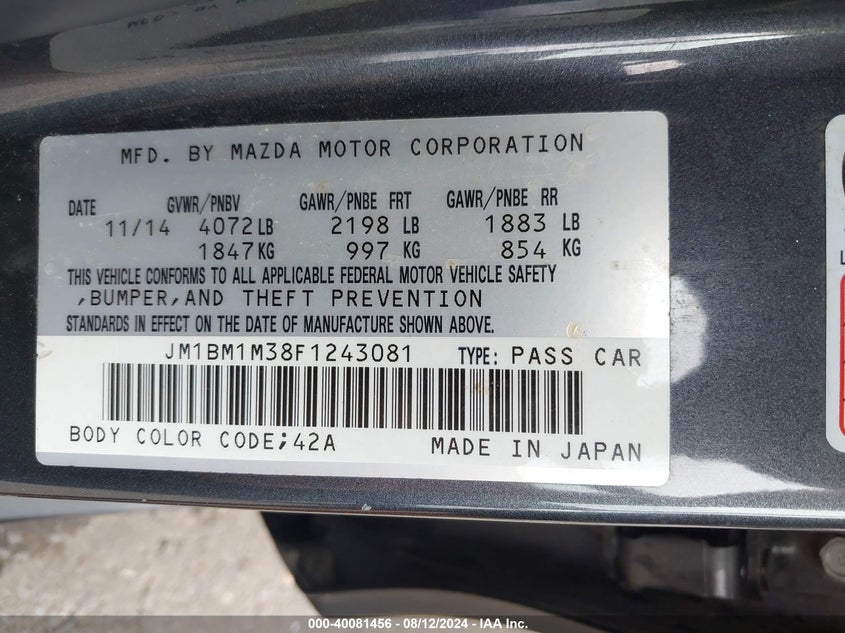 MFD. BY MAZDA MOTOR CORPORATION
DATE GVWR/PNBV GAWR/PNBE FRT GAWR/PNBE RR
11/14 4072 LB 2198 LB 1883 LB
1847 KG 997 KG 854 KG
THIS VEHICLE CONFORMS TO ALL APPLICABLE FEDERAL MOTOR VEHICLE SAFETY
,BUMPER,AND THEFT PREVENTION
STANDARDS IN EFFECT ON THE DATE OF MANUFACTURE SHOWN ABOVE.
JM1BM1M38F1243081 TYPE: PASS CAR
BODY COLOR CODE;42A MADE IN JAPAN
000-40081456 - 08/12/2024 - IAA Inc.